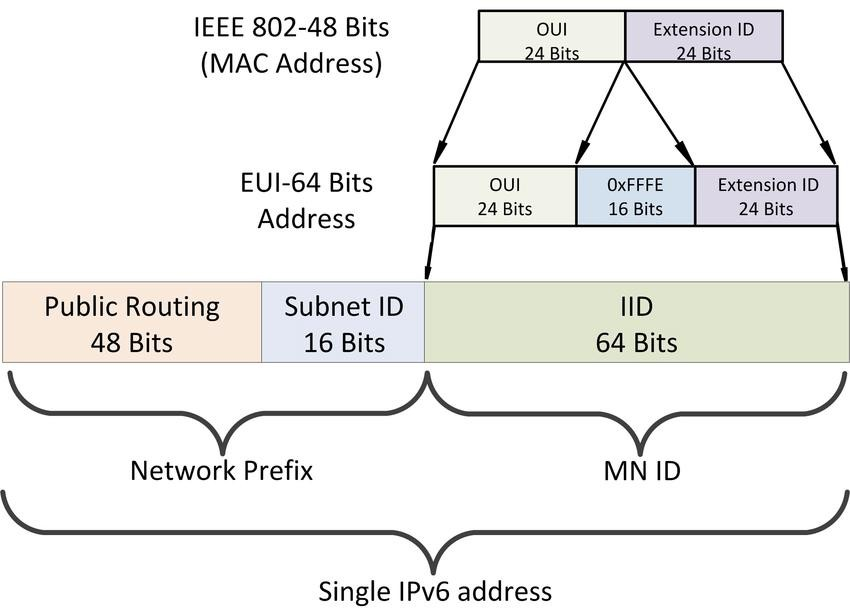 IEEE 802-48 Bits
(MAC Address)
OUI
24 Bits
Extension ID
24 Bits
EUI-64 Bits
Address
OUI
24 Bits
0xFFFE
16 Bits
Extension ID
24 Bits
Public Routing
48 Bits
Subnet ID
16 Bits
IID
64 Bits
Network Prefix
MN ID
Single IPv6 address